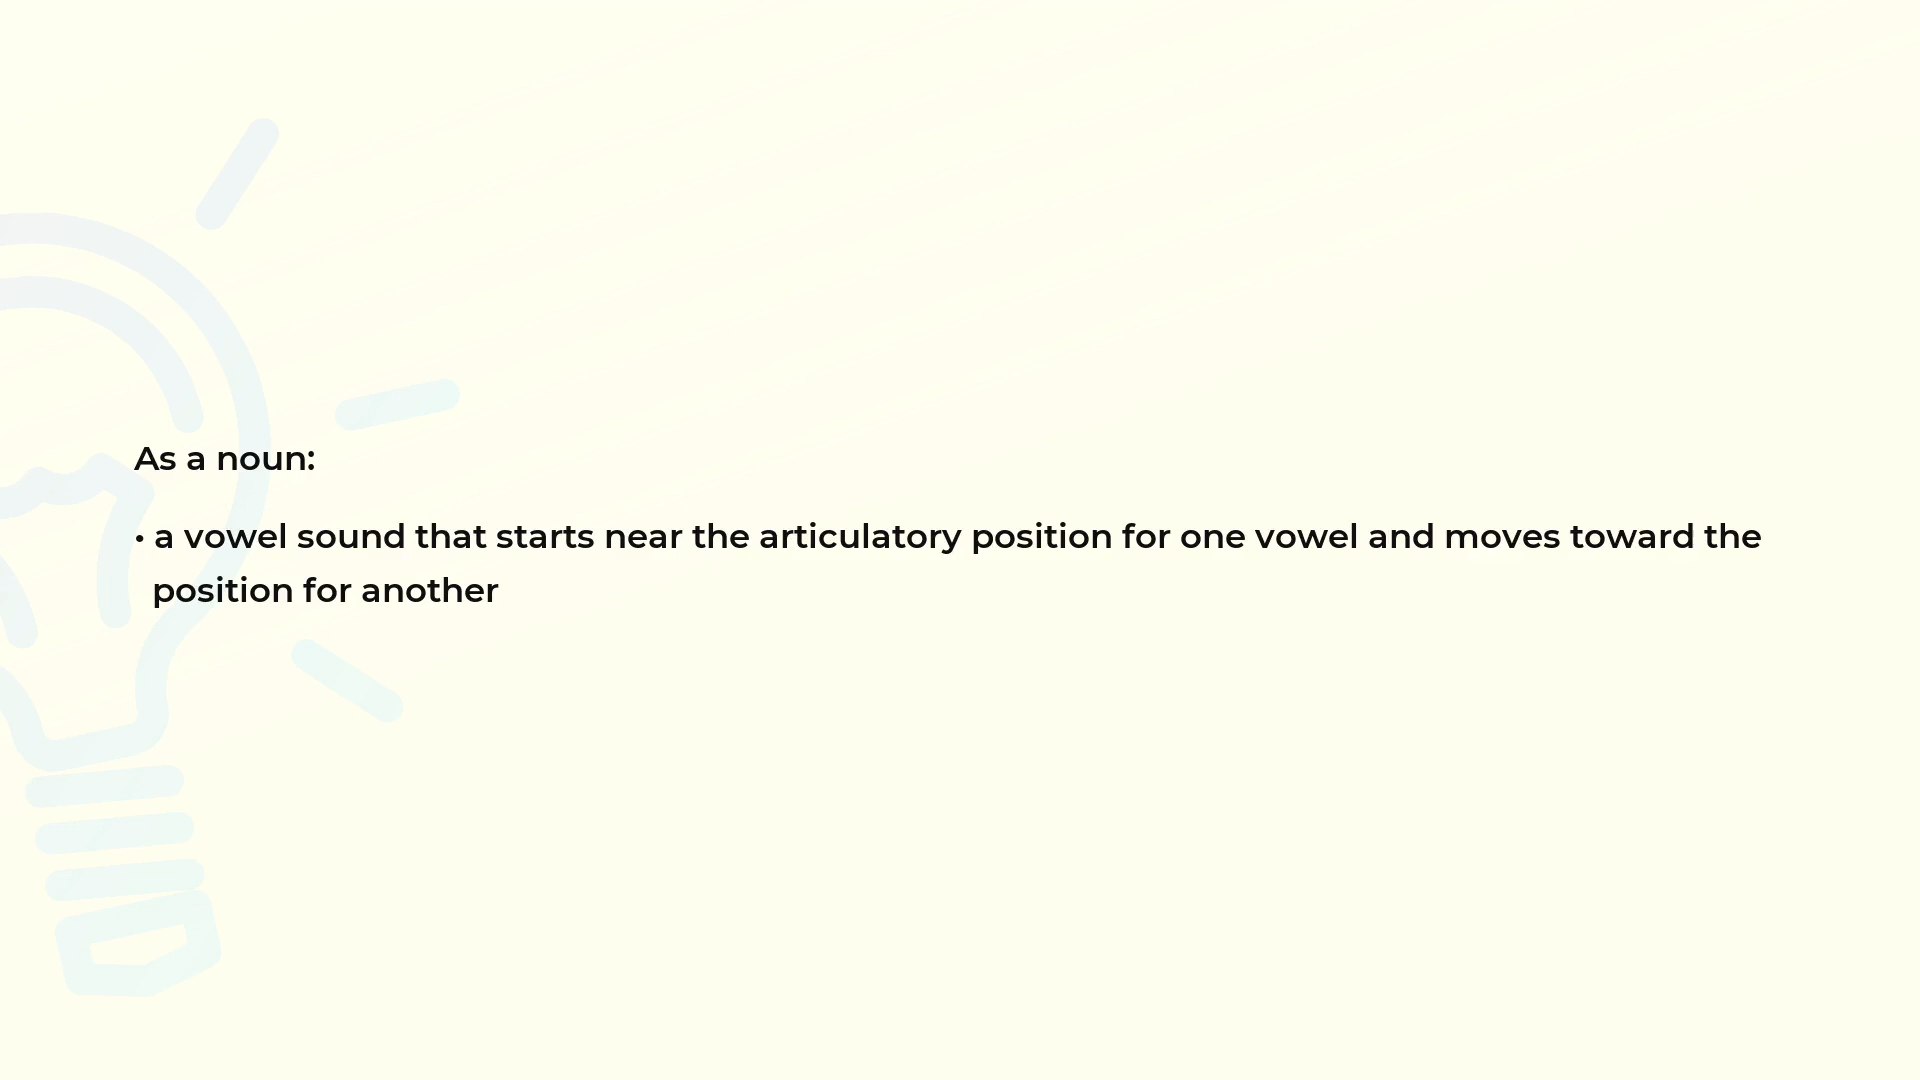 As a noun:
• a vowel sound that starts near the articulatory position for one vowel and moves toward the
position for another